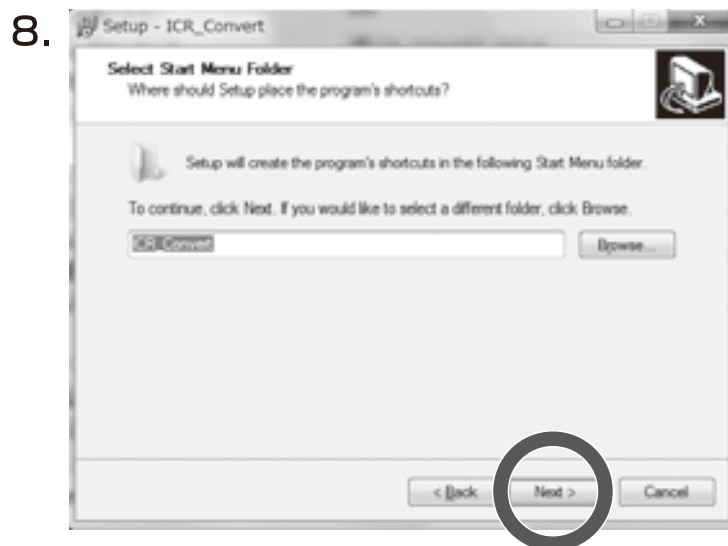 8.
Setup - ICR_Convert
Select Start Menu Folder
Where should Setup place the program's shortcuts?
Setup will create the program's shortcuts in the following Start Menu folder.
To continue, click Next. If you would like to select a different folder, click Browse.
ICR_Convert
Browse...
< Back
Next >
Cancel